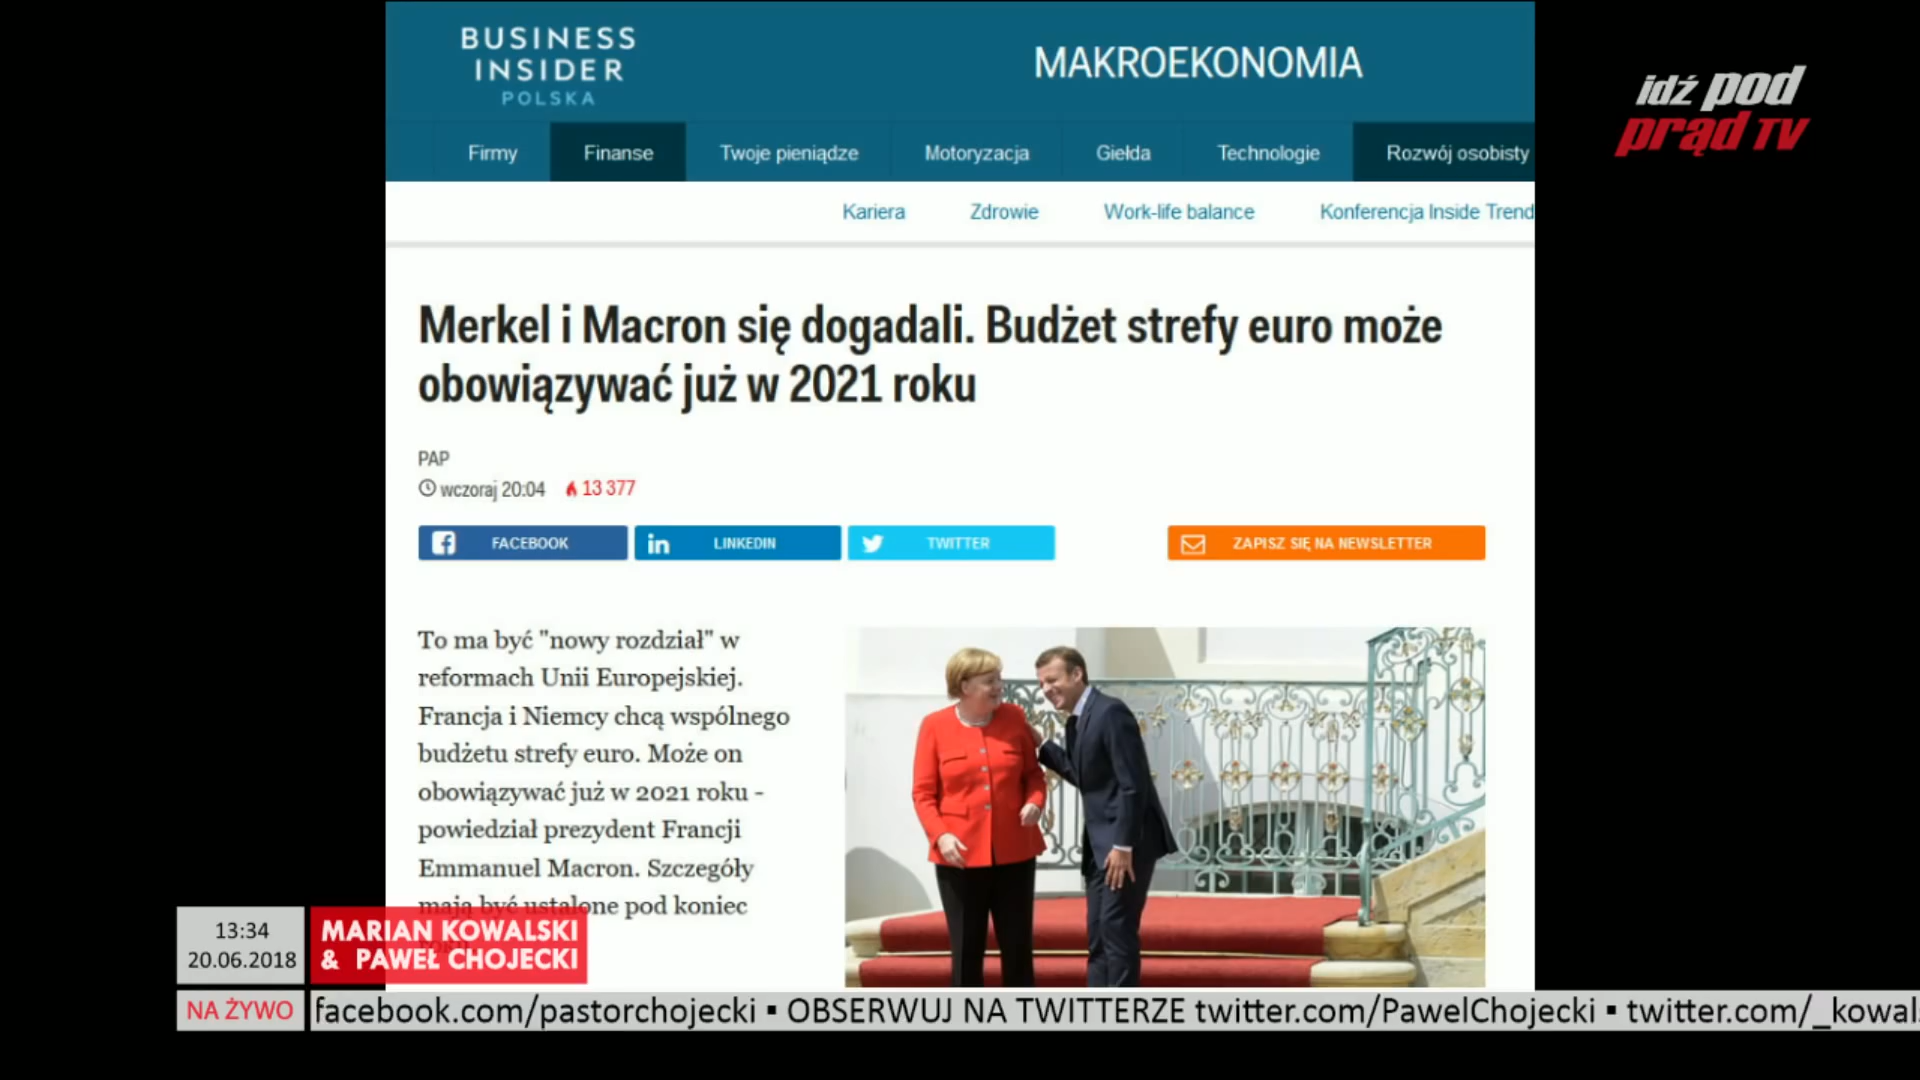 BUSINESS
INSIDER
POLSKA
MAKROEKONOMIA
idź pod
prąd TV
Firmy Finanse Twoje pieniądze Motoryzacja Giełda Technologie Rozwój osobisty
Kariera Zdrowie Work-life balance Konferencja Inside Trend
Merkel i Macron się dogadali. Budżet strefy euro może
obowiązywać już w 2021 roku
PAP
wczoraj 20:04 13 377
FACEBOOK LINKEDIN TWITTER ZAPISZ SIĘ NA NEWSLETTER
To ma być "nowy rozdział" w
reformach Unii Europejskiej.
Francja i Niemcy chcą wspólnego
budżetu strefy euro. Może on
obowiązywać już w 2021 roku -
powiedział prezydent Francji
Emmanuel Macron. Szczegóły
mają być ustalone pod koniec
13:34
20.06.2018
MARIAN KOWALSKI
& PAWEŁ CHOJECKI
NA ŻYWO
facebook.com/pastorchojecki ▪ OBSERWUJ NA TWITTERZE twitter.com/PawelChojecki ▪ twitter.com/_kowals